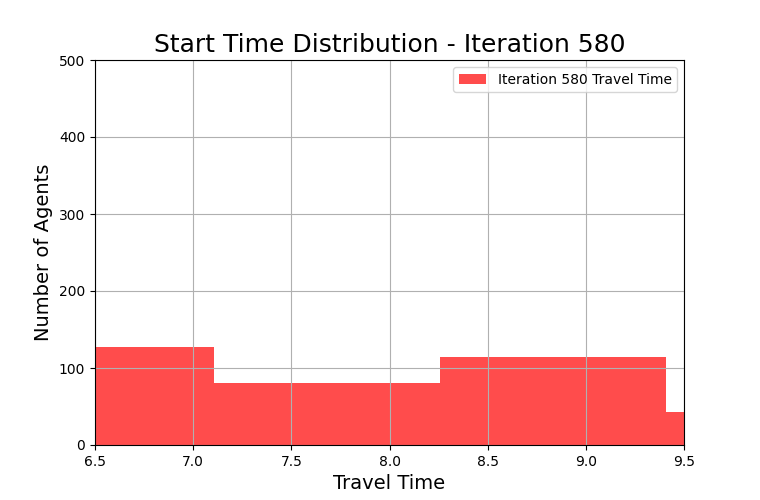 Start Time Distribution - Iteration 580
Iteration 580 Travel Time
Number of Agents
500
400
300
200
100
0
6.5 7.0 7.5 8.0 8.5 9.0 9.5
Travel Time